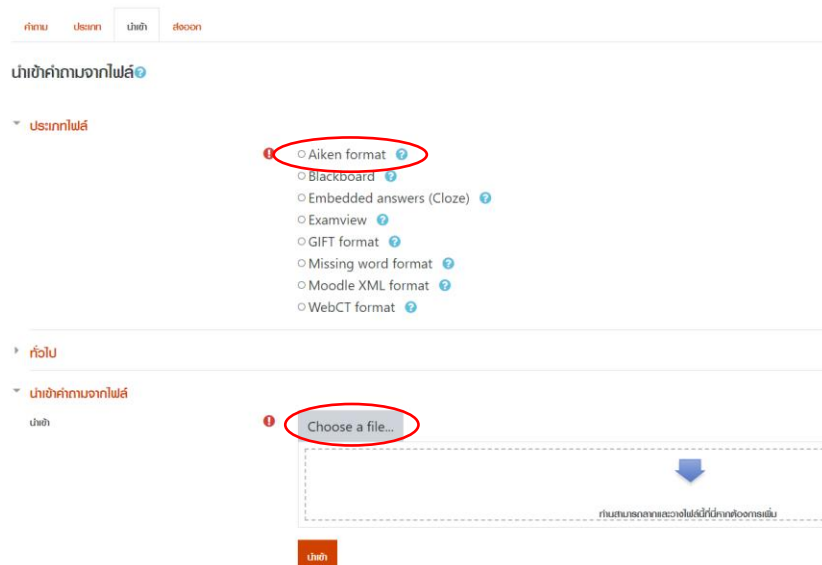 คำถาม ประเภท นำเข้า ส่งออก
นำเข้าคำถามจากไฟล์
ประเภทไฟล์
Aiken format
Blackboard
Embedded answers (Cloze)
Examview
GIFT format
Missing word format
Moodle XML format
WebCT format
ทั่วไป
นำเข้าคำถามจากไฟล์
นำเข้า
Choose a file...
ท่านสามารถลากและวางไฟล์นี้ที่นี่หากต้องการเพิ่ม
นำเข้า